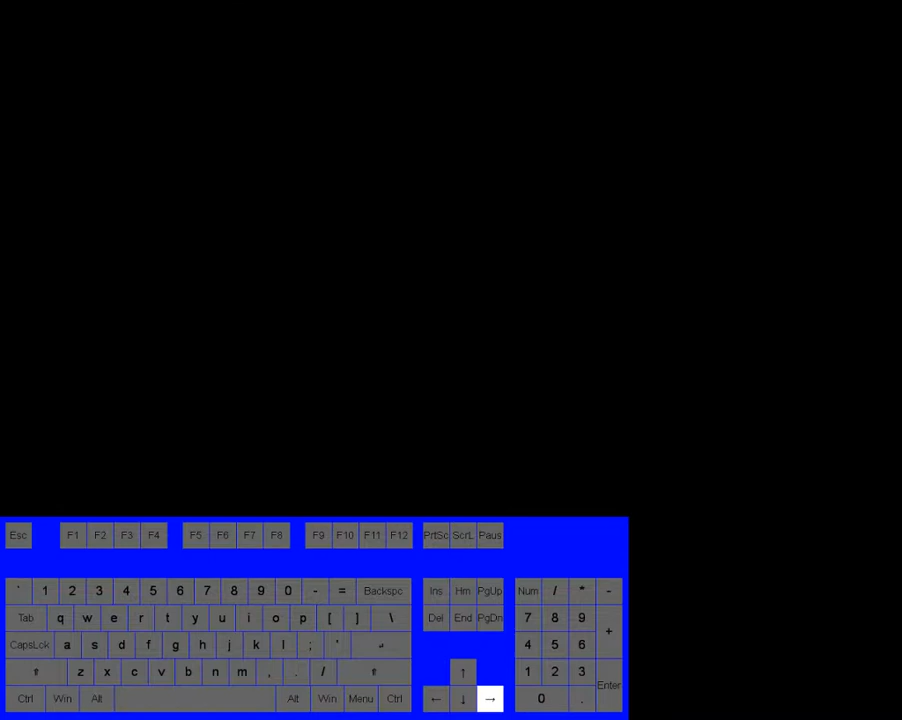 Esc F1 F2 F3 F4 F5 F6 F7 F8 F9 F10 F11 F12 PrtSc ScrL Paus
` 1 2 3 4 5 6 7 8 9 0 - = Backspc Ins Hm PgUp Num / * -
Tab q w e r t y u i o p [ ] \ Del End PgDn 7 8 9 +
CapsLck a s d f g h j k l ; ' ↵ 4 5 6
⇧ z x c v b n m , . / ⇧ ↑ 1 2 3 Enter
Ctrl Win Alt Alt Win Menu Ctrl ← ↓ → 0 .